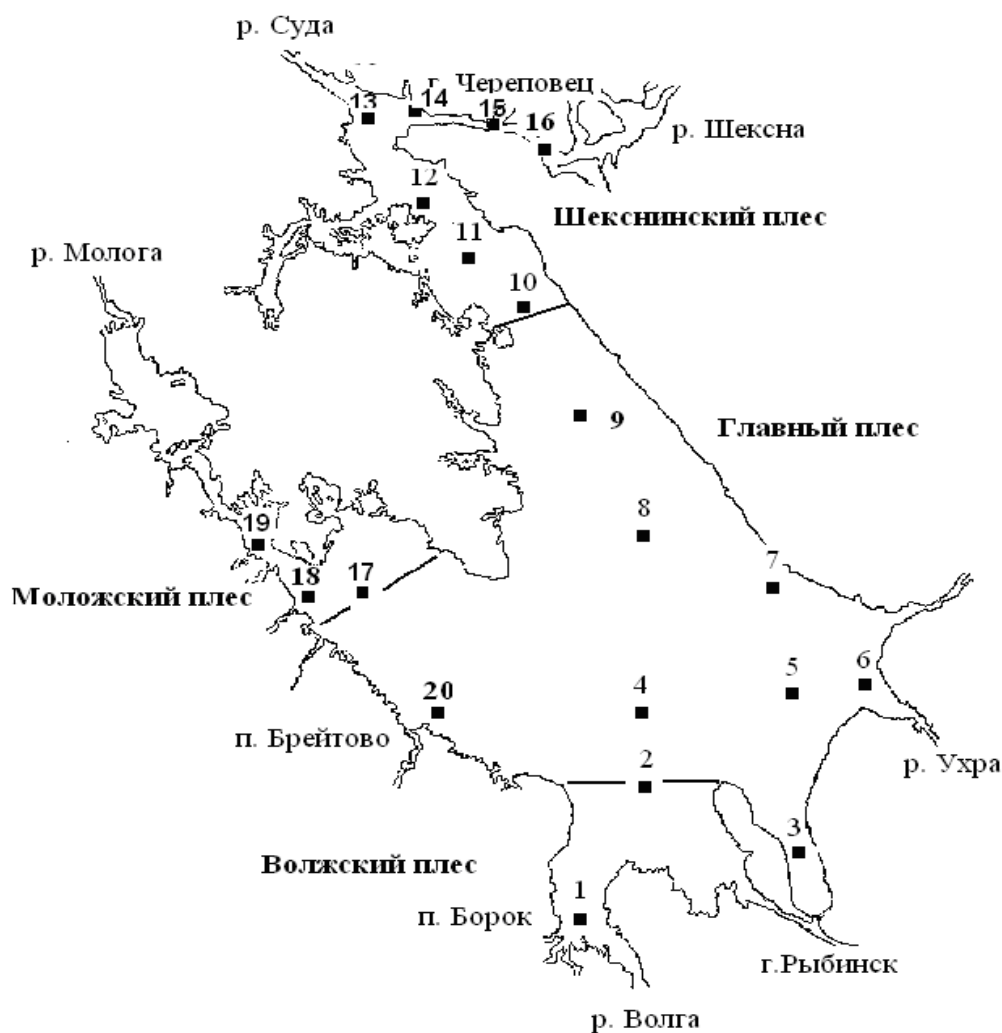 р. Суда
г. Череповец
13
14
15
16
р. Шексна
12
Шекснинский плес
11
р. Молога
10
9
Главный плес
8
19
7
18
17
Моложский плес
6
5
20
4
п. Брейтово
р. Ухра
2
3
Волжский плес
1
п. Борок
г.Рыбинск
р. Волга